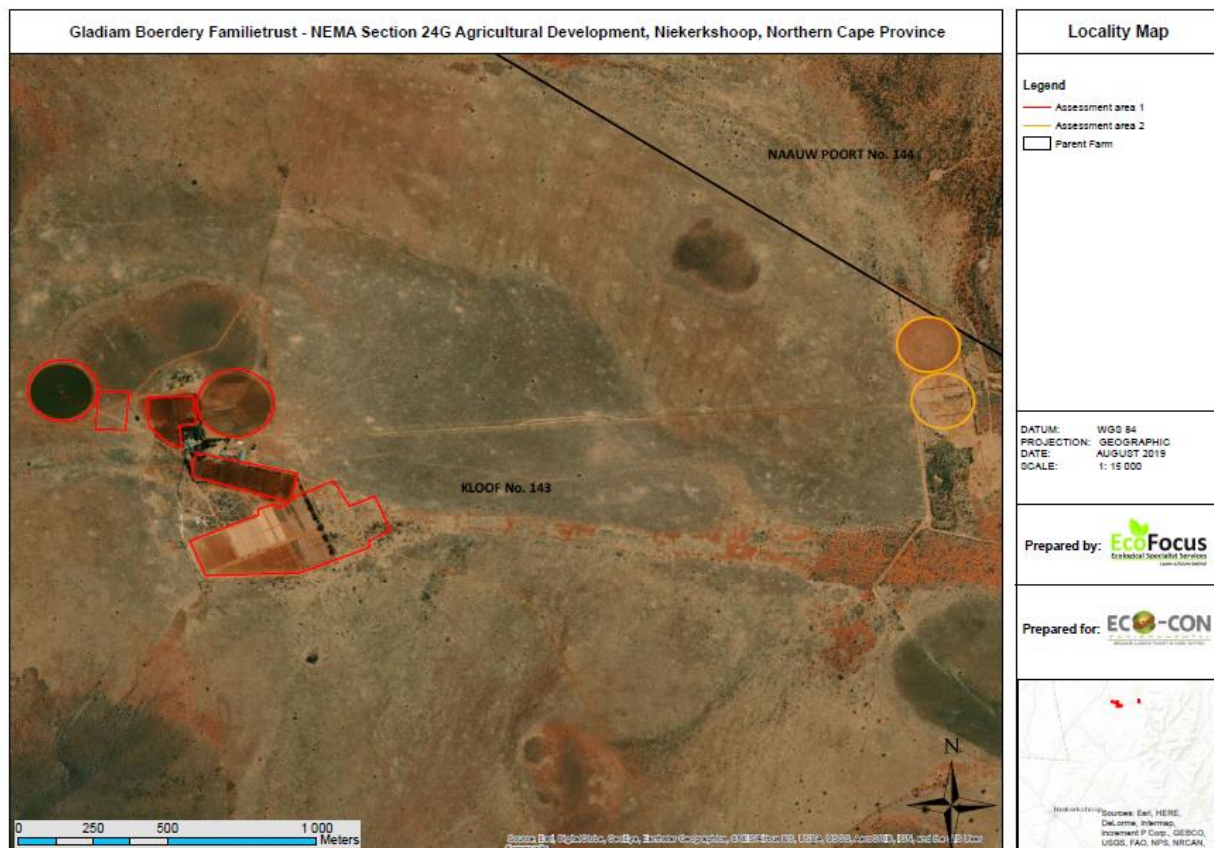 Gladiam Boerdery Familietrust - NEMA Section 24G Agricultural Development, Niekerkshoop, Northern Cape Province
NAAUW POORT No. 144
KLOOF No. 143
N
0 250 500 1 000
Meters
Locality Map
Legend
Assessment area 1
Assessment area 2
Parent Farm
DATUM: WGS 84
PROJECTION: GEOGRAPHIC
DATE: AUGUST 2019
SCALE: 1: 15 000
Prepared by: EcoFocus
Ecological Specialist Services
Prepared for: ECO-CON
ENVIRONMENTAL
Niekerkshoop
Sources: Esri, HERE,
DeLorme, Intermap,
increment P Corp., GEBCO,
USGS, FAO, NPS, NRCAN,